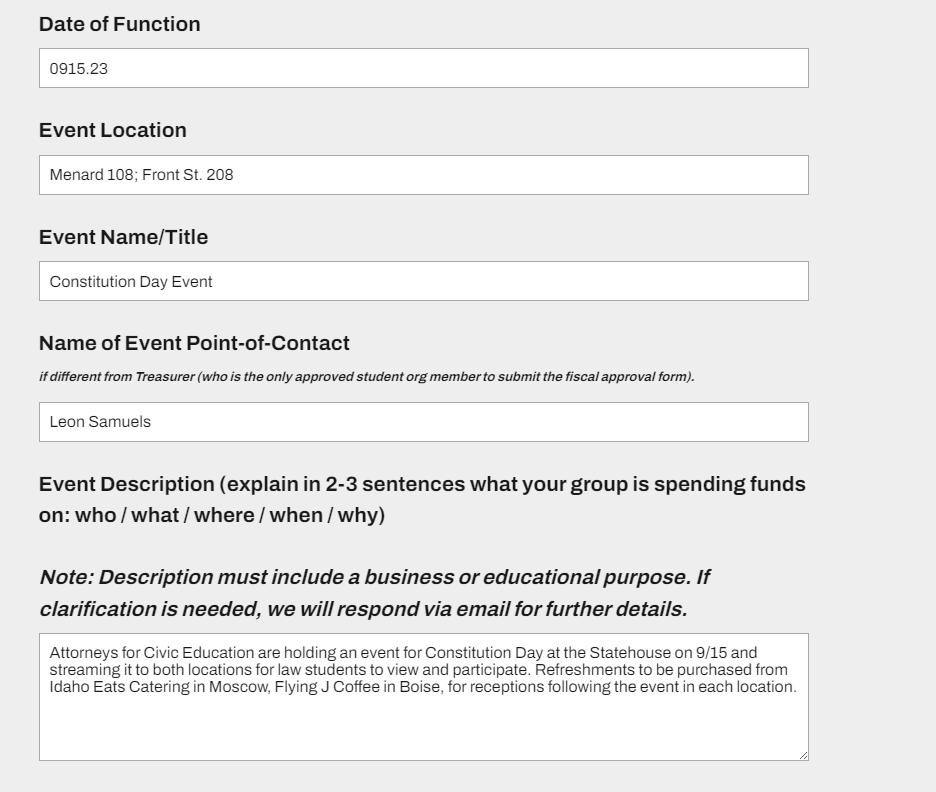 Date of Function
0915.23
Event Location
Menard 108; Front St. 208
Event Name/Title
Constitution Day Event
Name of Event Point-of-Contact
if different from Treasurer (who is the only approved student org member to submit the fiscal approval form).
Leon Samuels
Event Description (explain in 2-3 sentences what your group is spending funds
on: who / what / where / when / why)
Note: Description must include a business or educational purpose. If
clarification is needed, we will respond via email for further details.
Attorneys for Civic Education are holding an event for Constitution Day at the Statehouse on 9/15 and
streaming it to both locations for law students to view and participate. Refreshments to be purchased from
Idaho Eats Catering in Moscow, Flying J Coffee in Boise, for receptions following the event in each location.